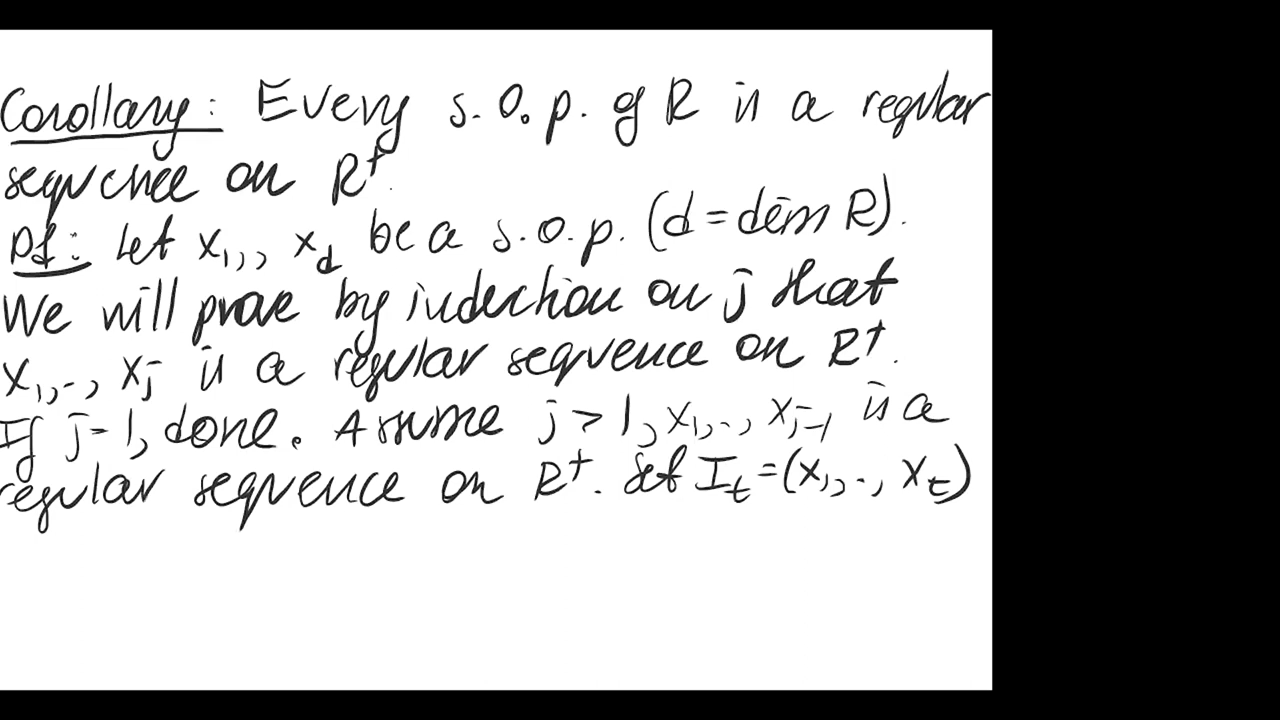 Corollary: Every s.o.p. of R is a regular
sequence on R⁺.
Pf: Let x₁,., x_d be a s.o.p. (d = dim R).
We will prove by induction on j that
x₁,.., x_j is a regular sequence on R⁺.
If j=1, done. Assume j > 1, x₁,.., x_{j-1} is a
regular sequence on R⁺. Set I_t = (x₁,.., x_t)